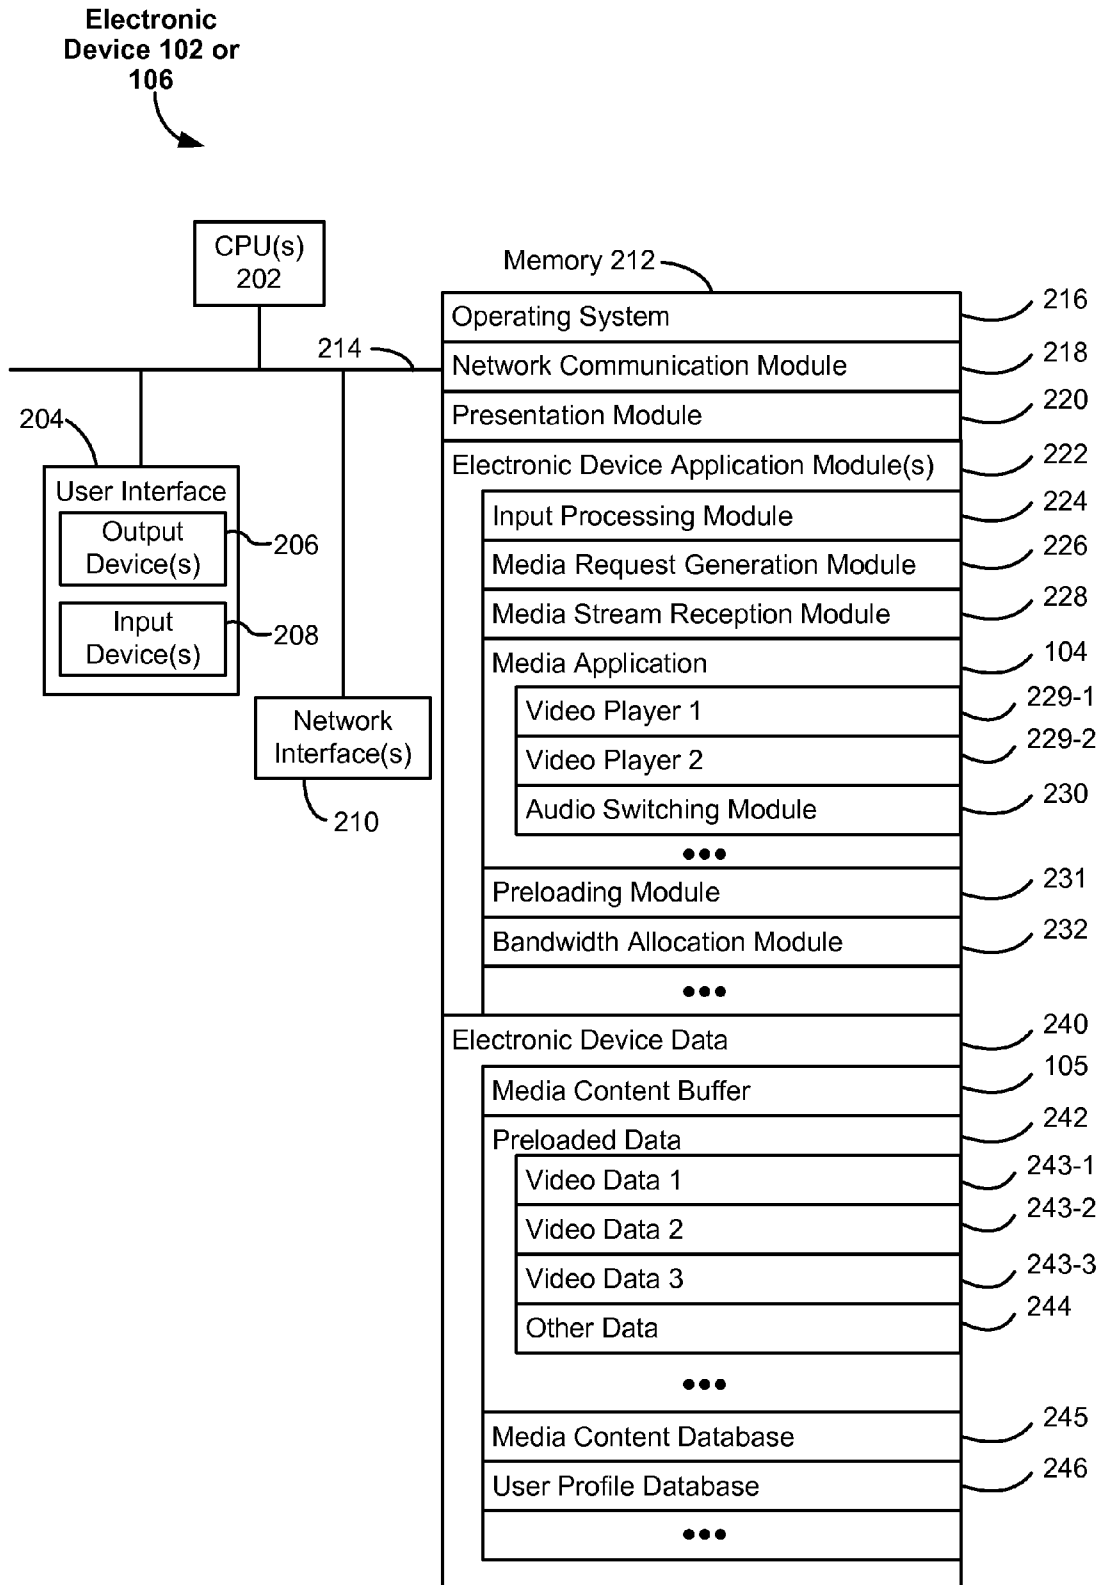 Electronic
Device 102 or
106
CPU(s)
202
Memory 212
214
204
User Interface
Output
Device(s)
206
Input
Device(s)
208
Network
Interface(s)
210
Operating System
216
Network Communication Module
218
Presentation Module
220
Electronic Device Application Module(s)
222
Input Processing Module
224
Media Request Generation Module
226
Media Stream Reception Module
228
Media Application
104
Video Player 1
229-1
Video Player 2
229-2
Audio Switching Module
230
•••
Preloading Module
231
Bandwidth Allocation Module
232
•••
Electronic Device Data
240
Media Content Buffer
105
Preloaded Data
242
Video Data 1
243-1
Video Data 2
243-2
Video Data 3
243-3
Other Data
244
•••
Media Content Database
245
User Profile Database
246
•••